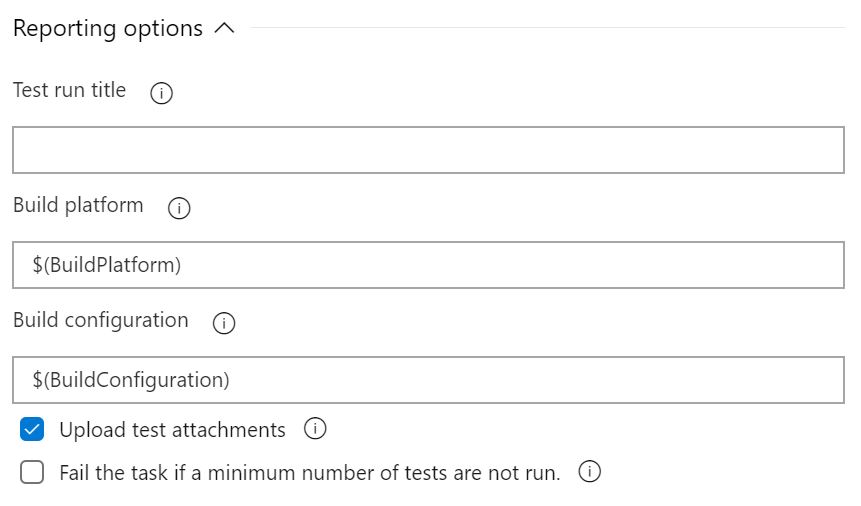 Reporting options
Test run title
Build platform
$(BuildPlatform)
Build configuration
$(BuildConfiguration)
Upload test attachments
Fail the task if a minimum number of tests are not run.